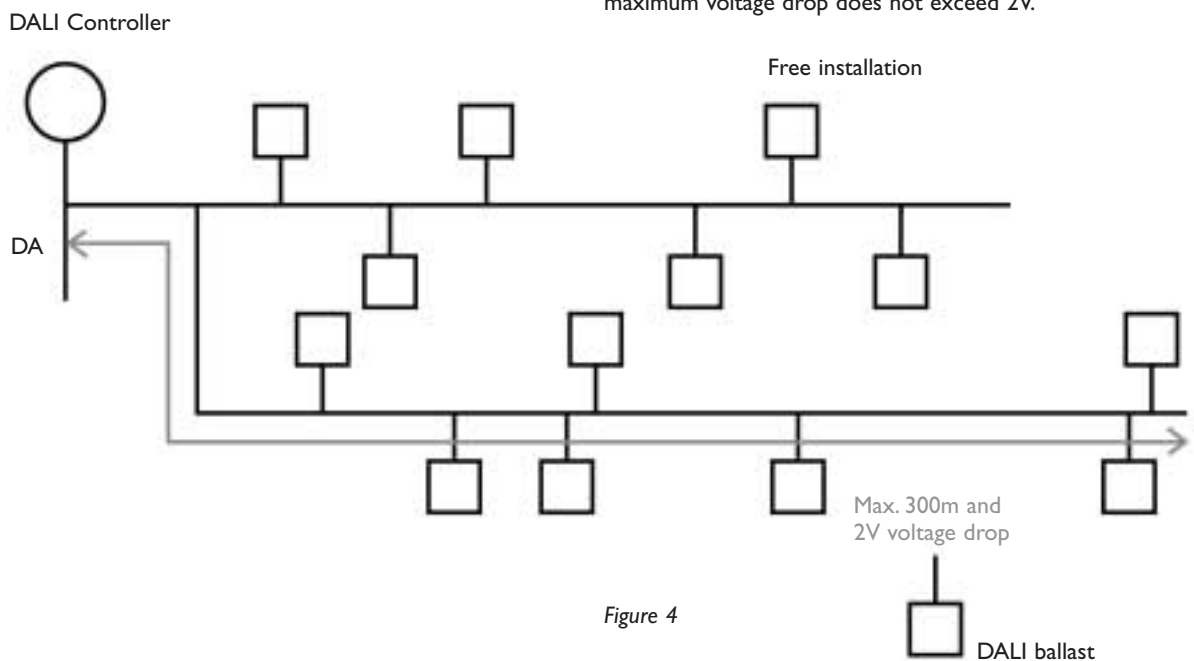 maximum voltage drop does not exceed 2V.
DALI Controller
Free installation
DA
Max. 300m and
2V voltage drop
Figure 4
DALI ballast